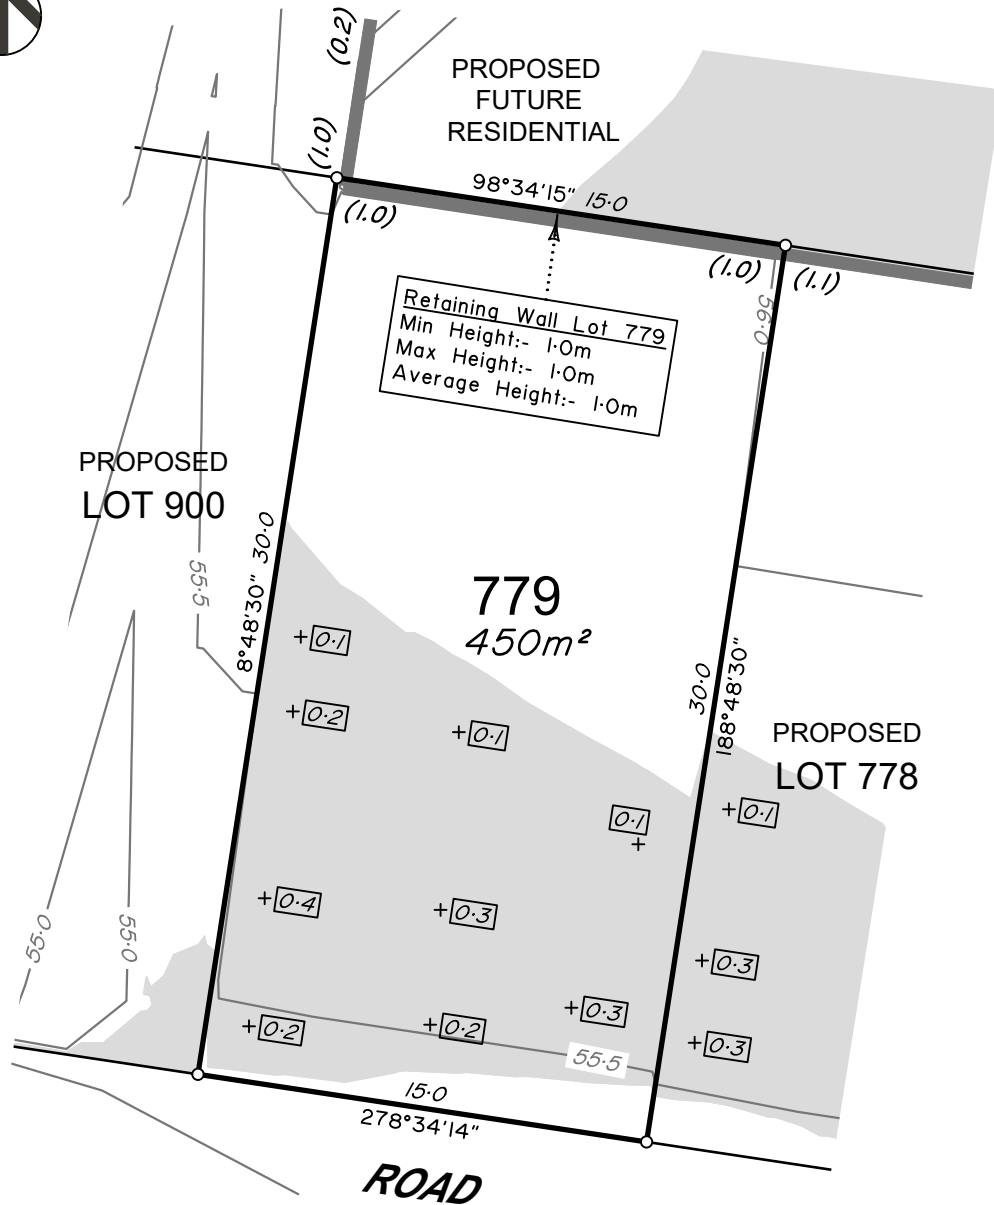 (0.2)
PROPOSED
FUTURE
RESIDENTIAL
(1.0)
98°34'15" 15·0
(1.0)
(1.0)
(1.1)
56·0
Retaining Wall Lot 779
Min Height:- 1·0m
Max Height:- 1·0m
Average Height:- 1·0m
PROPOSED
LOT 900
55·5
8°48'30" 30·0
779
450m²
0·1
0·2
0·1
30·0
188°48'30"
PROPOSED
LOT 778
0·1
0·1
0·4
0·3
55·0
55·0
0·3
0·3
0·2
0·2
0·3
55·5
15·0
278°34'14"
ROAD